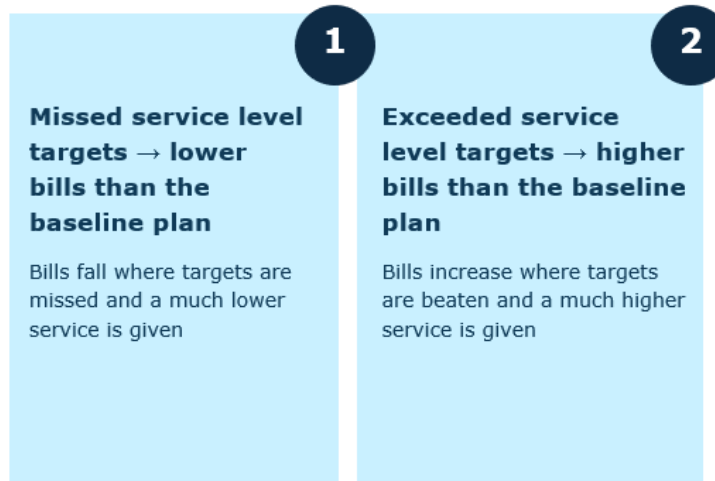 1
Missed service level
targets → lower
bills than the
baseline plan
Bills fall where targets are
missed and a much lower
service is given
2
Exceeded service
level targets → higher
bills than the baseline
plan
Bills increase where targets
are beaten and a much higher
service is given